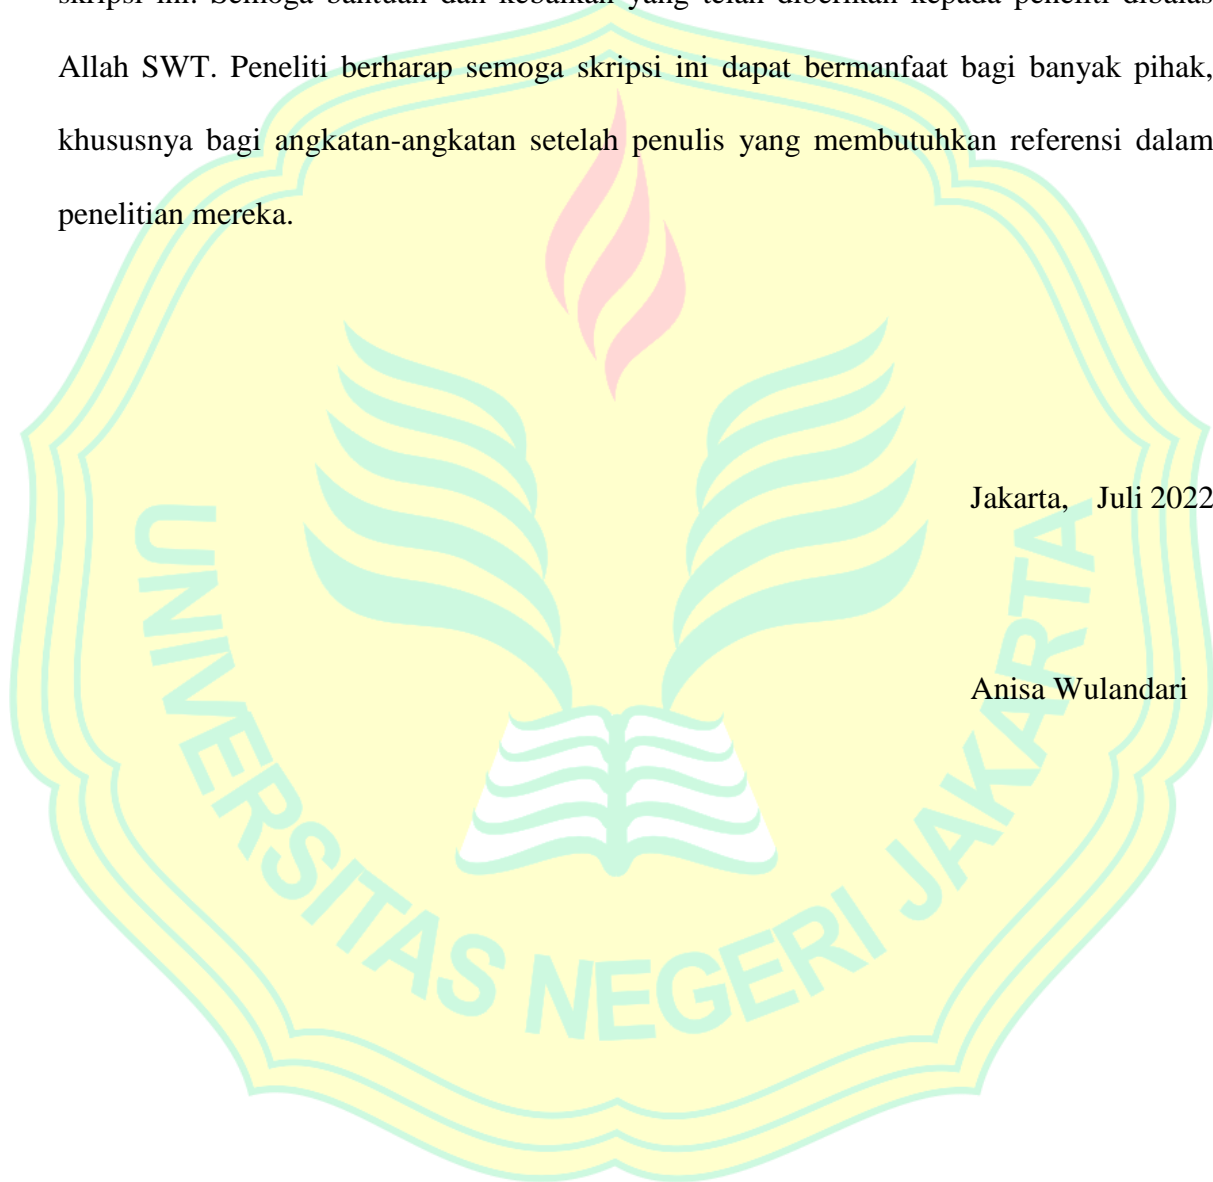 skripsi ini. Semoga bantuan dan kebaikan yang telah diberikan kepada peneliti dibalas
Allah SWT. Peneliti berharap semoga skripsi ini dapat bermanfaat bagi banyak pihak,
khususnya bagi angkatan-angkatan setelah penulis yang membutuhkan referensi dalam
penelitian mereka.
Jakarta, Juli 2022
Anisa Wulandari
UNIVERSITAS NEGERI JAKARTA